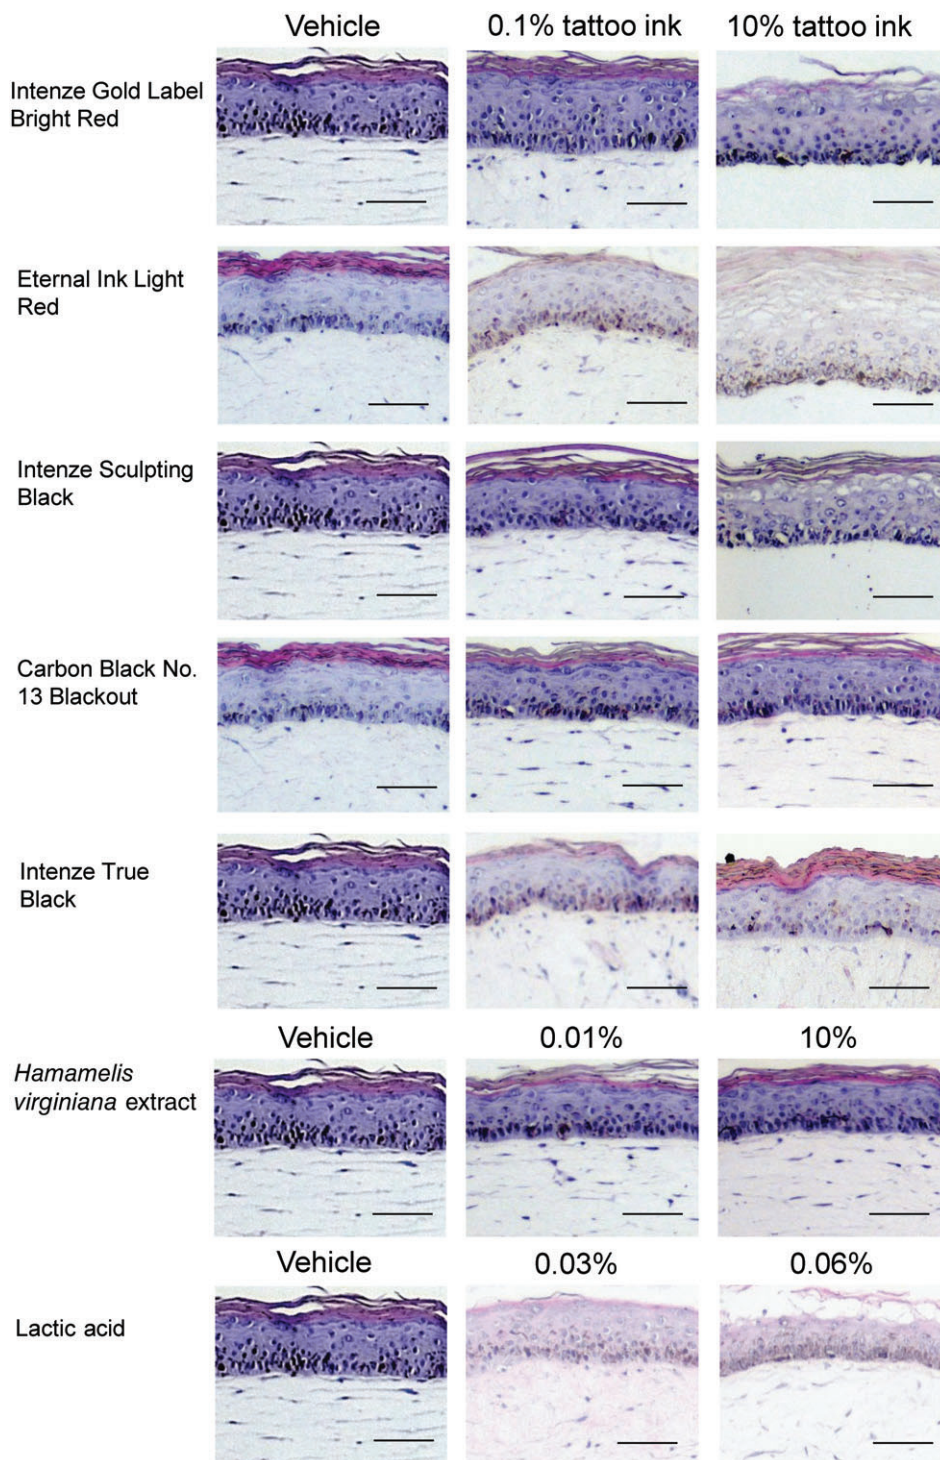 Vehicle 0.1% tattoo ink 10% tattoo ink
Intenze Gold Label
Bright Red
Eternal Ink Light
Red
Intenze Sculpting
Black
Carbon Black No.
13 Blackout
Intenze True
Black
Vehicle 0.01% 10%
Hamamelis
virginiana extract
Vehicle 0.03% 0.06%
Lactic acid